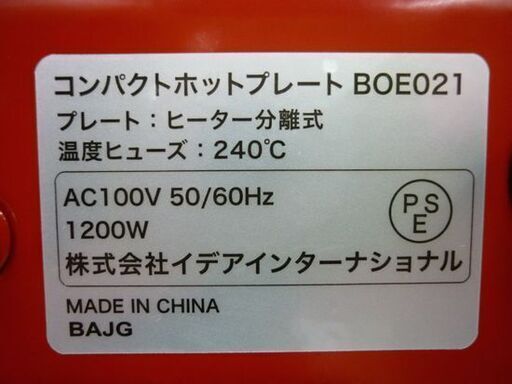 コンパクトホットプレート BOE021
プレート：ヒーター分離式
温度ヒューズ：240℃
AC100V 50/60Hz
1200W
株式会社イデアインターナショナル
PSE
MADE IN CHINA
BAJG